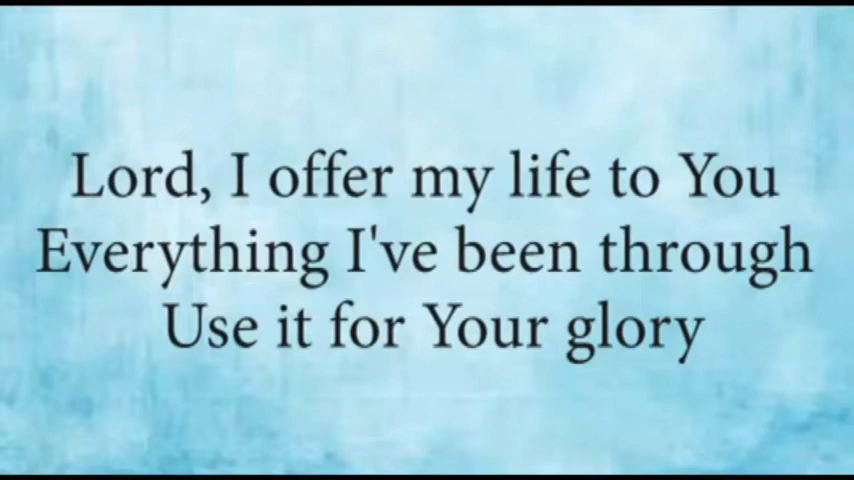 Lord, I offer my life to You
Everything I've been through
Use it for Your glory